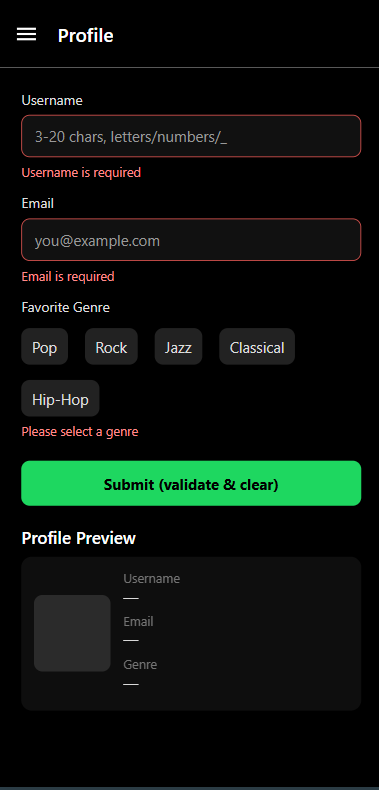 Profile
Username
3-20 chars, letters/numbers/_
Username is required
Email
you@example.com
Email is required
Favorite Genre
Pop Rock Jazz Classical
Hip-Hop
Please select a genre
Submit (validate & clear)
Profile Preview
Username
—
Email
—
Genre
—